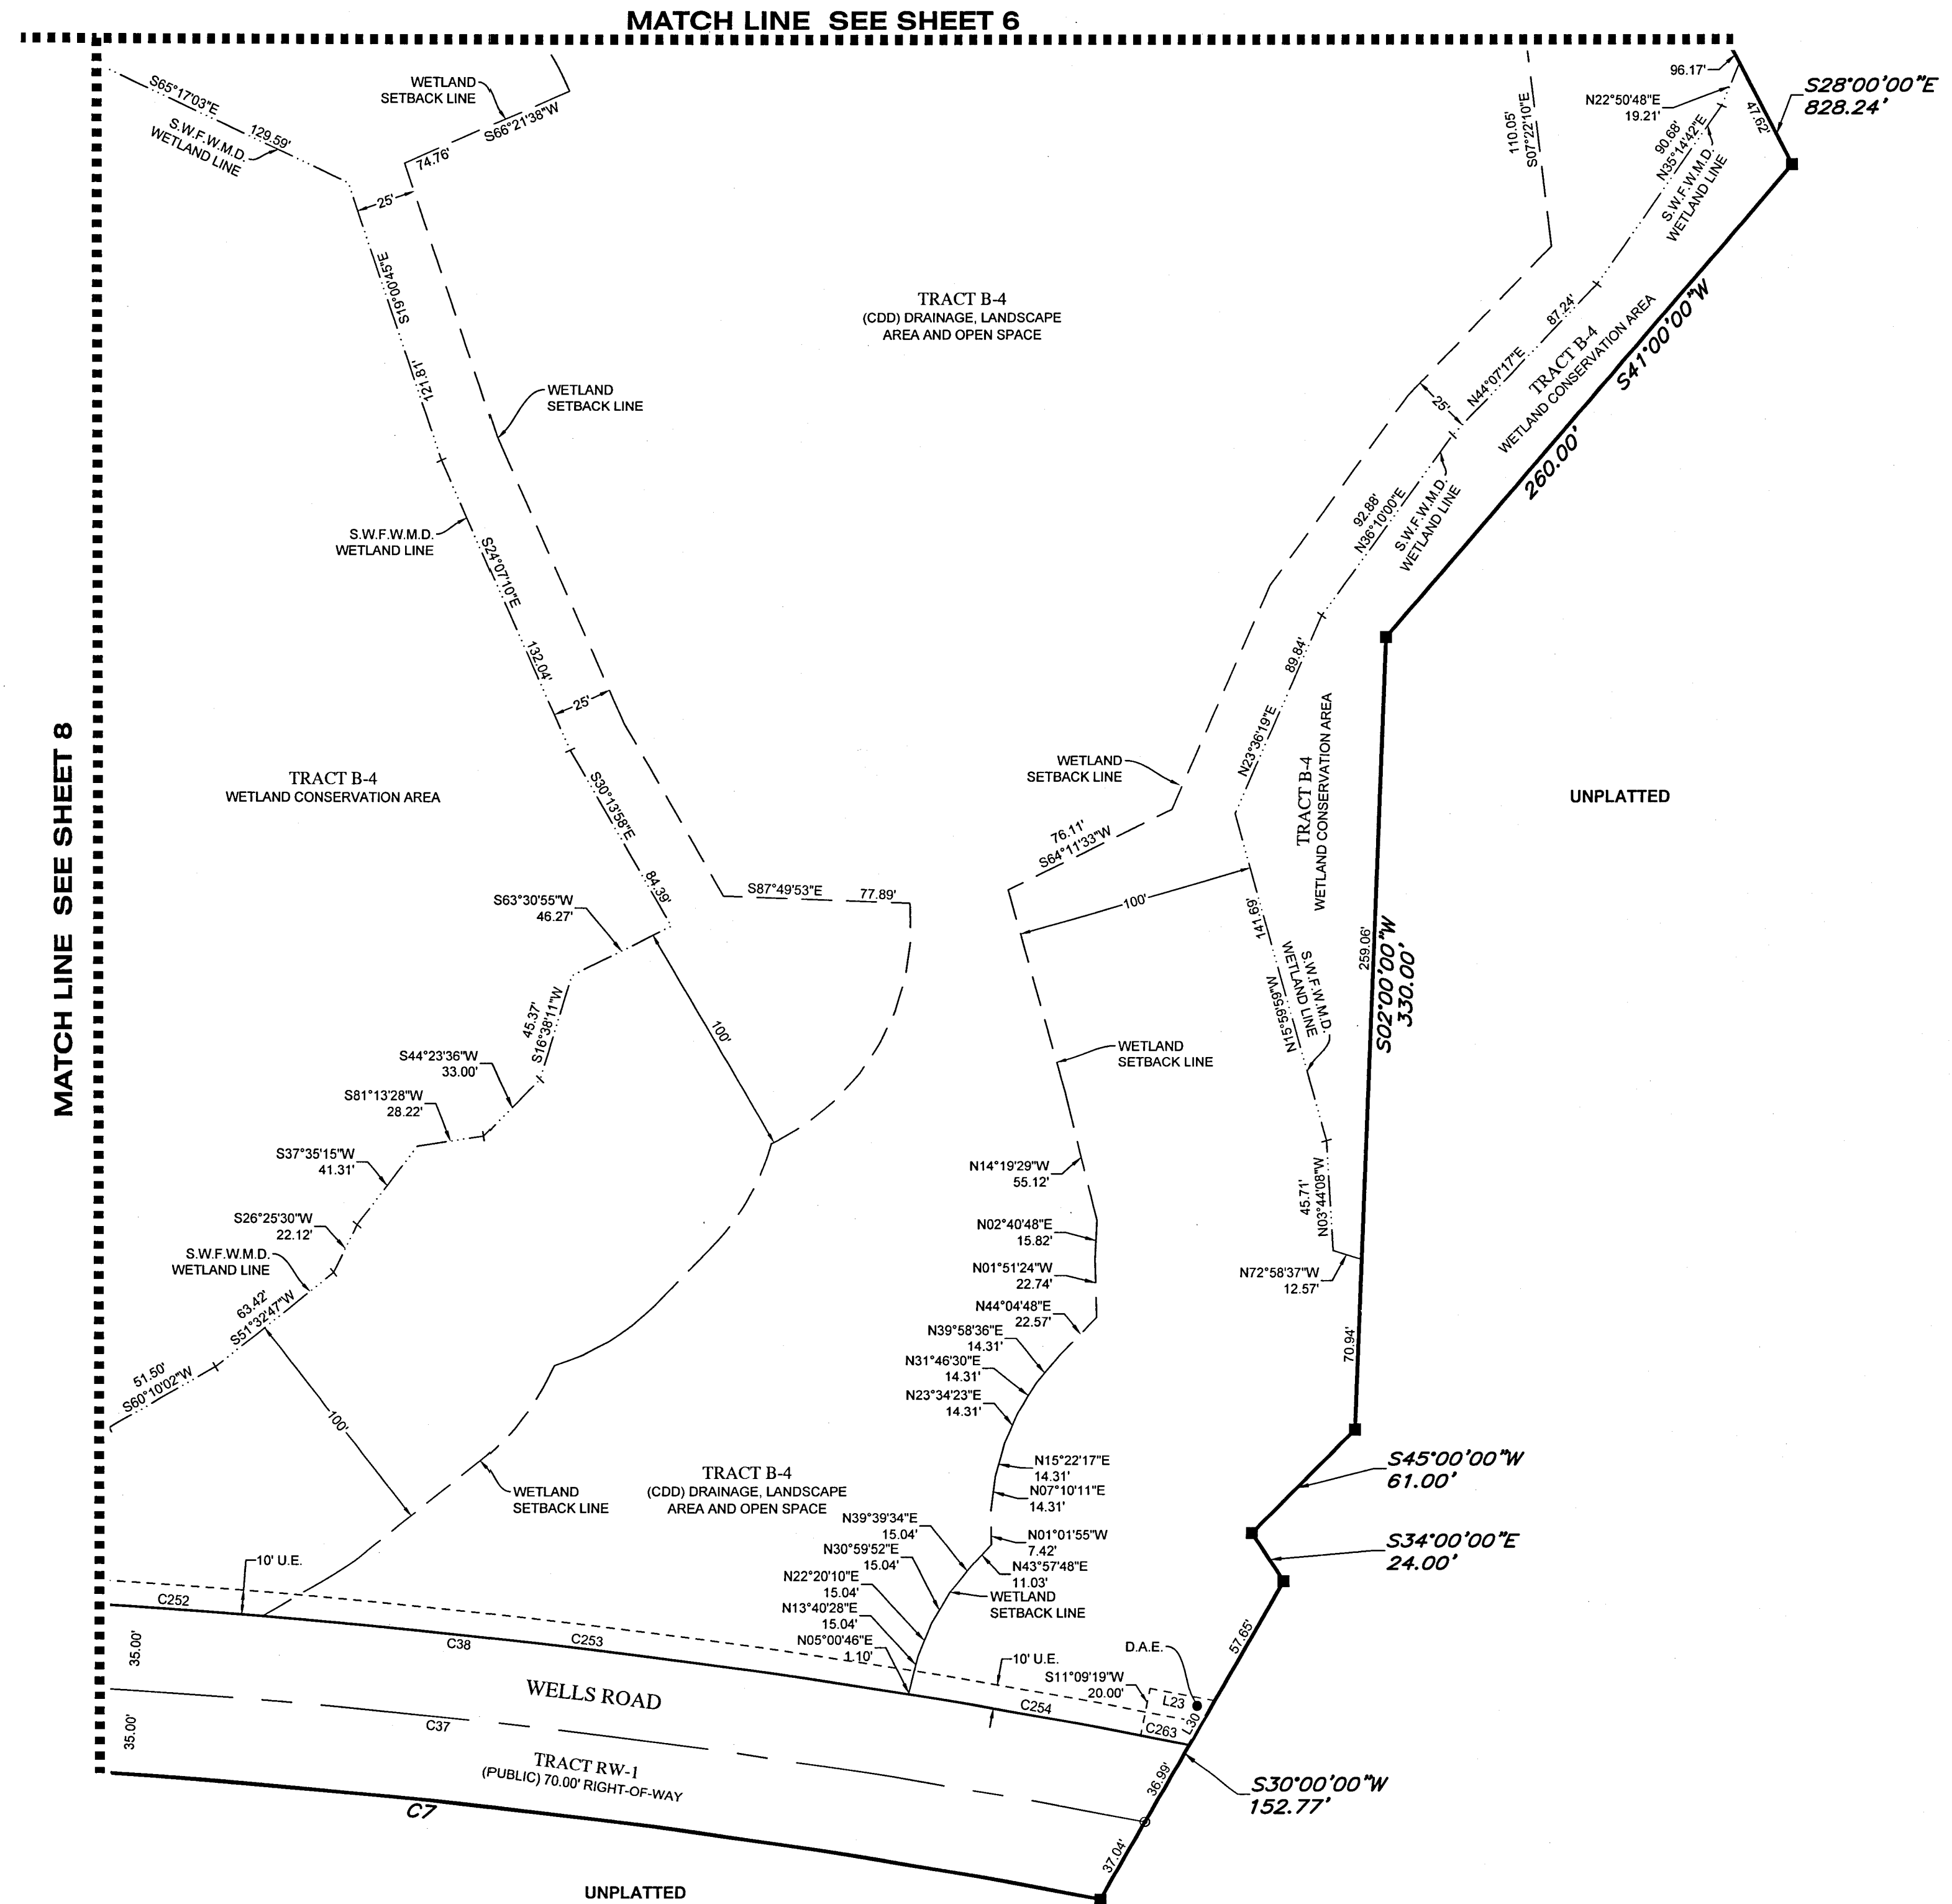 MATCH LINE SEE SHEET 6
MATCH LINE SEE SHEET 8
S65°17'03"E
129.59'
S.W.F.W.M.D.
WETLAND LINE
WETLAND
SETBACK LINE
S66°21'38"W
74.76'
25'
S19°00'45"E
121.81'
WETLAND
SETBACK LINE
S.W.F.W.M.D.
WETLAND LINE
S24°07'10"E
132.04'
25'
TRACT B-4
WETLAND CONSERVATION AREA
S30°13'58"E
84.39'
S87°49'53"E 77.89'
S63°30'55"W
46.27'
45.37'
S16°38'11"W
100'
S44°23'36"W
33.00'
S81°13'28"W
28.22'
S37°35'15"W
41.31'
S26°25'30"W
22.12'
S.W.F.W.M.D.
WETLAND LINE
63.42'
S51°32'47"W
51.50'
S60°10'02"W
100'
WETLAND
SETBACK LINE
TRACT B-4
(CDD) DRAINAGE, LANDSCAPE
AREA AND OPEN SPACE
110.05'
S07°22'10"E
96.17'
S28°00'00"E
828.24'
47.62'
N22°50'48"E
19.21'
90.68'
N35°14'42"E
S.W.F.W.M.D.
WETLAND LINE
87.24'
N44°07'17"E
TRACT B-4
WETLAND CONSERVATION AREA
S41°00'00"W
260.00'
25'
92.88'
N36°10'00"E
S.W.F.W.M.D.
WETLAND LINE
89.84'
N23°36'19"E
TRACT B-4
WETLAND CONSERVATION AREA
UNPLATTED
WETLAND
SETBACK LINE
76.11'
S64°11'33"W
100'
141.69'
N15°59'59"W
S.W.F.W.M.D.
WETLAND LINE
259.06'
S02°00'00"W
330.00'
WETLAND
SETBACK LINE
N14°19'29"W
55.12'
45.71'
N03°44'08"W
N02°40'48"E
15.82'
N01°51'24"W
22.74'
N72°58'37"W
12.57'
N44°04'48"E
22.57'
N39°58'36"E
14.31'
N31°46'30"E
14.31'
N23°34'23"E
14.31'
70.94'
N15°22'17"E
14.31'
N07°10'11"E
14.31'
S45°00'00"W
61.00'
TRACT B-4
(CDD) DRAINAGE, LANDSCAPE
AREA AND OPEN SPACE
N39°39'34"E
15.04'
N01°01'55"W
7.42'
N30°59'52"E
15.04'
N43°57'48"E
11.03'
S34°00'00"E
24.00'
N22°20'10"E
15.04'
WETLAND
SETBACK LINE
N13°40'28"E
15.04'
N05°00'46"E
1.10'
10' U.E.
C252
C38
C253
35.00'
57.65'
D.A.E.
10' U.E.
S11°09'19"W
20.00'
L23
L30
C254
C263
WELLS ROAD
35.00'
C37
TRACT RW-1
(PUBLIC) 70.00' RIGHT-OF-WAY
36.99'
S30°00'00"W
152.77'
C7
37.04'
UNPLATTED